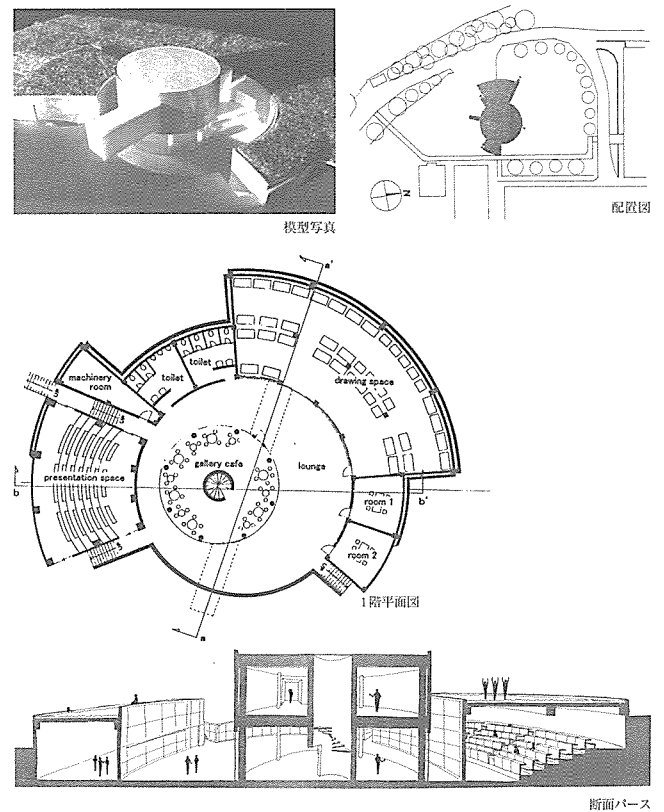 模型写真
N
配置図
a'
machinery
room
toilet
toilet
drawing space
gallery cafe
lounge
presentation space
b
b'
room 1
room 2
a
1階平面図
断面パース